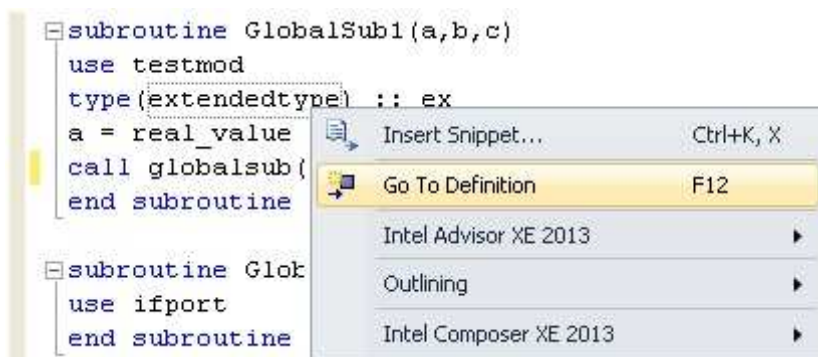 subroutine GlobalSub1(a,b,c)
use testmod
type(extendedtype) :: ex
a = real_value
call globalsub(
end subroutine
subroutine Glob
use ifport
end subroutine
Insert Snippet... Ctrl+K, X
Go To Definition F12
Intel Advisor XE 2013
Outlining
Intel Composer XE 2013